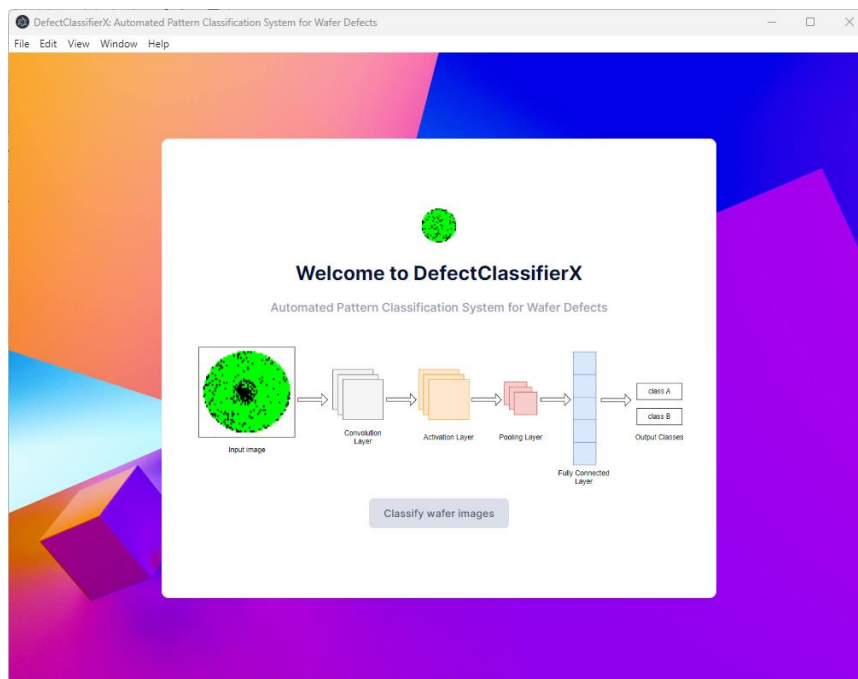 DefectClassifierX: Automated Pattern Classification System for Wafer Defects
File Edit View Window Help
Welcome to DefectClassifierX
Automated Pattern Classification System for Wafer Defects
Input image
Convolution
Layer
Activation Layer
Pooling Layer
Fully Connected
Layer
class A
class B
Output Classes
Classify wafer images